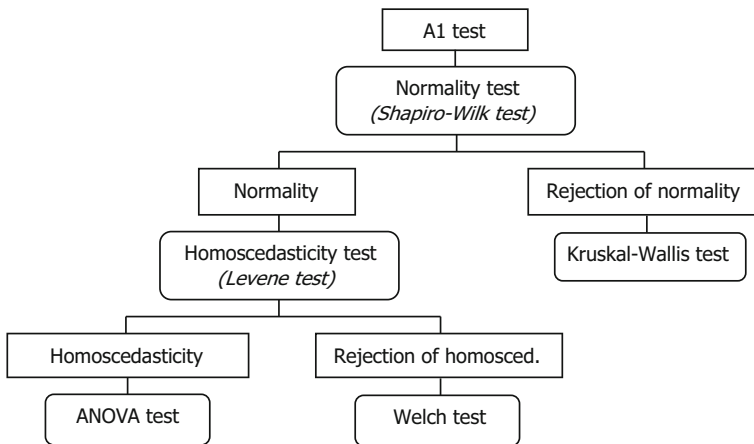 A1 test
Normality test
(Shapiro-Wilk test)
Normality
Rejection of normality
Homoscedasticity test
(Levene test)
Kruskal-Wallis test
Homoscedasticity
Rejection of homosced.
ANOVA test
Welch test